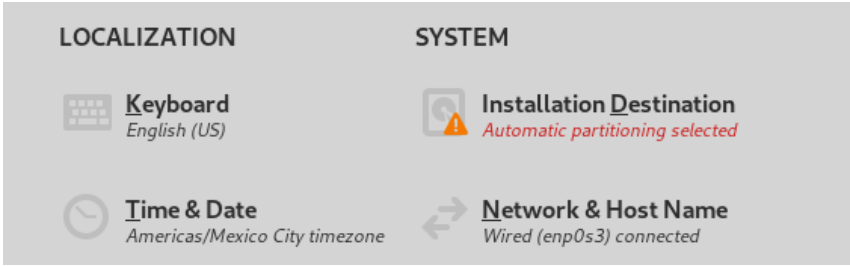 LOCALIZATION
SYSTEM
Keyboard
English (US)
Installation Destination
Automatic partitioning selected
Time & Date
Americas/Mexico City timezone
Network & Host Name
Wired (enp0s3) connected